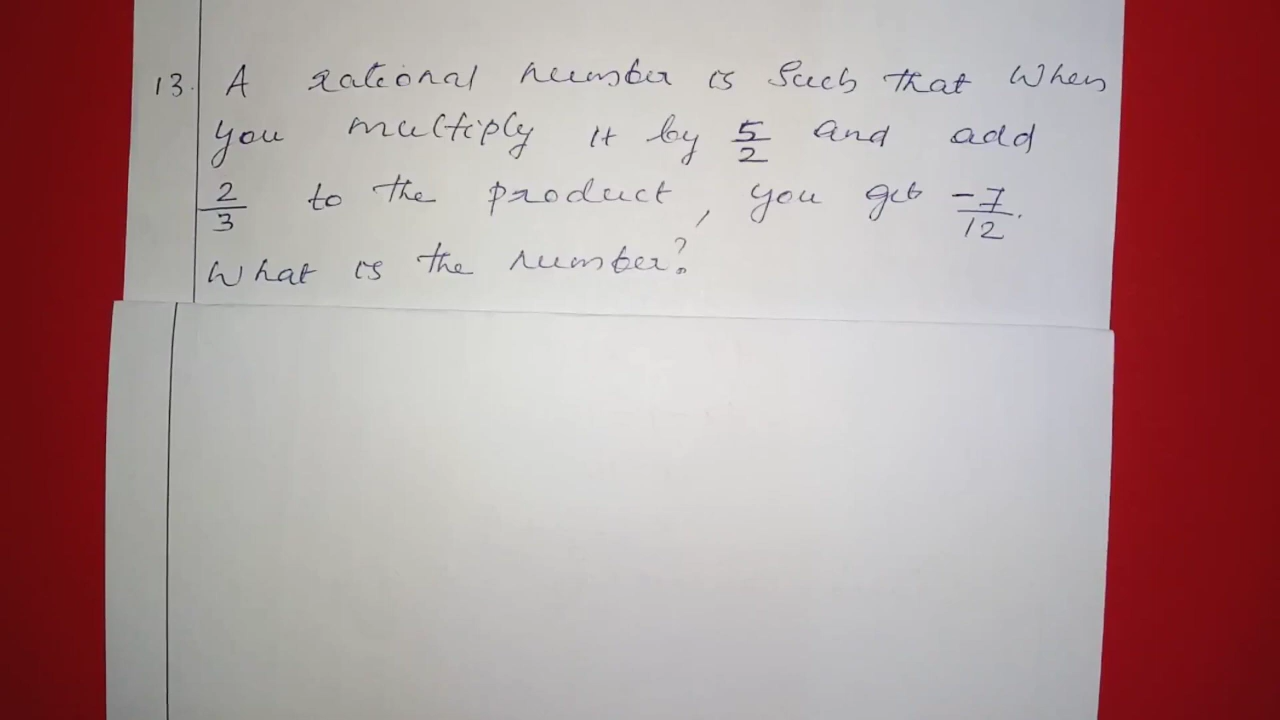 13. A rational number is such that when
you multiply it by 5/2 and add
2/3 to the product, you get -7/12.
What is the number?